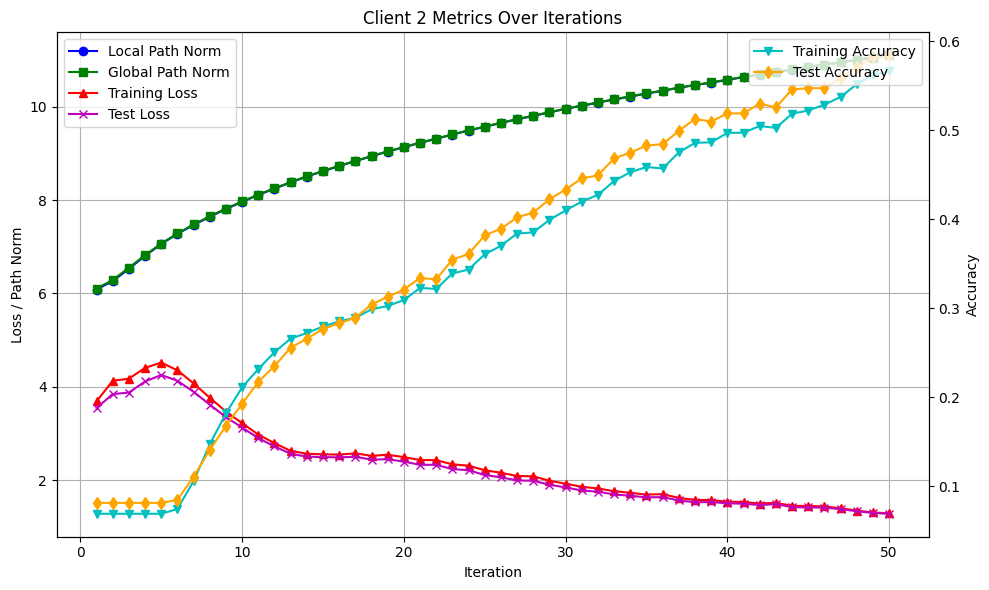 Client 2 Metrics Over Iterations
Local Path Norm
Global Path Norm
Training Loss
Test Loss
Training Accuracy
Test Accuracy
Loss / Path Norm
10
8
6
4
2
0.6
0.5
0.4
0.3
0.2
0.1
Accuracy
0
10
20
30
40
50
Iteration